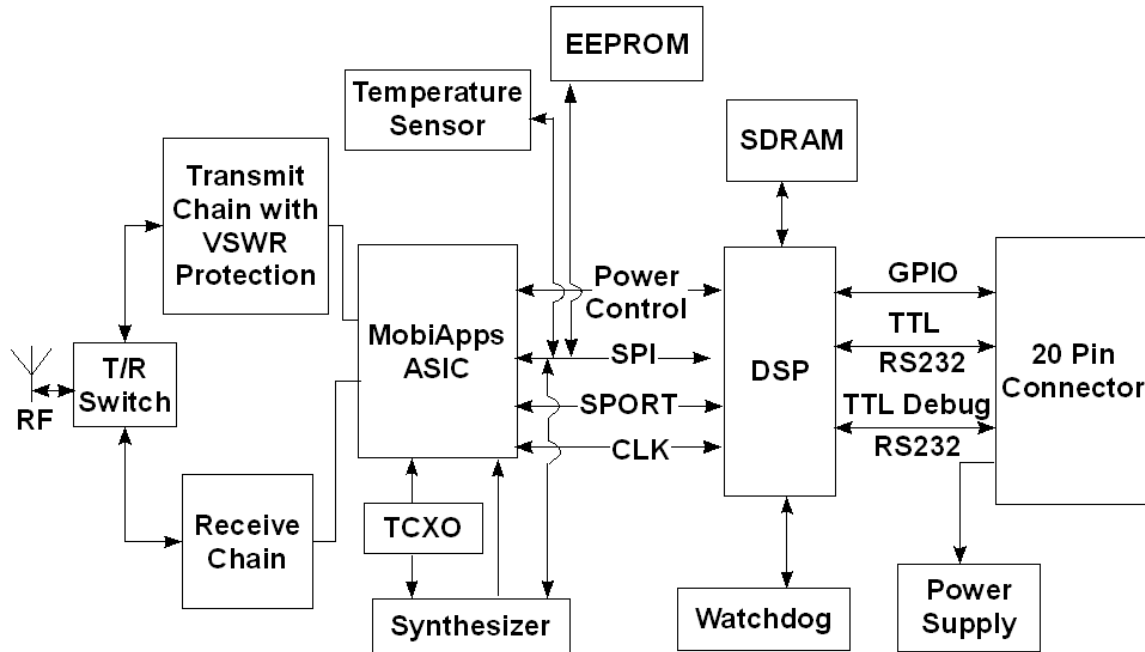 EEPROM
Temperature
Sensor
SDRAM
Transmit
Chain with
VSWR
Protection
Power
Control
GPIO
MobiApps
ASIC
TTL
RS232
SPI
DSP
20 Pin
Connector
T/R
Switch
RF
SPORT
TTL Debug
RS232
CLK
Receive
Chain
TCXO
Synthesizer
Watchdog
Power
Supply